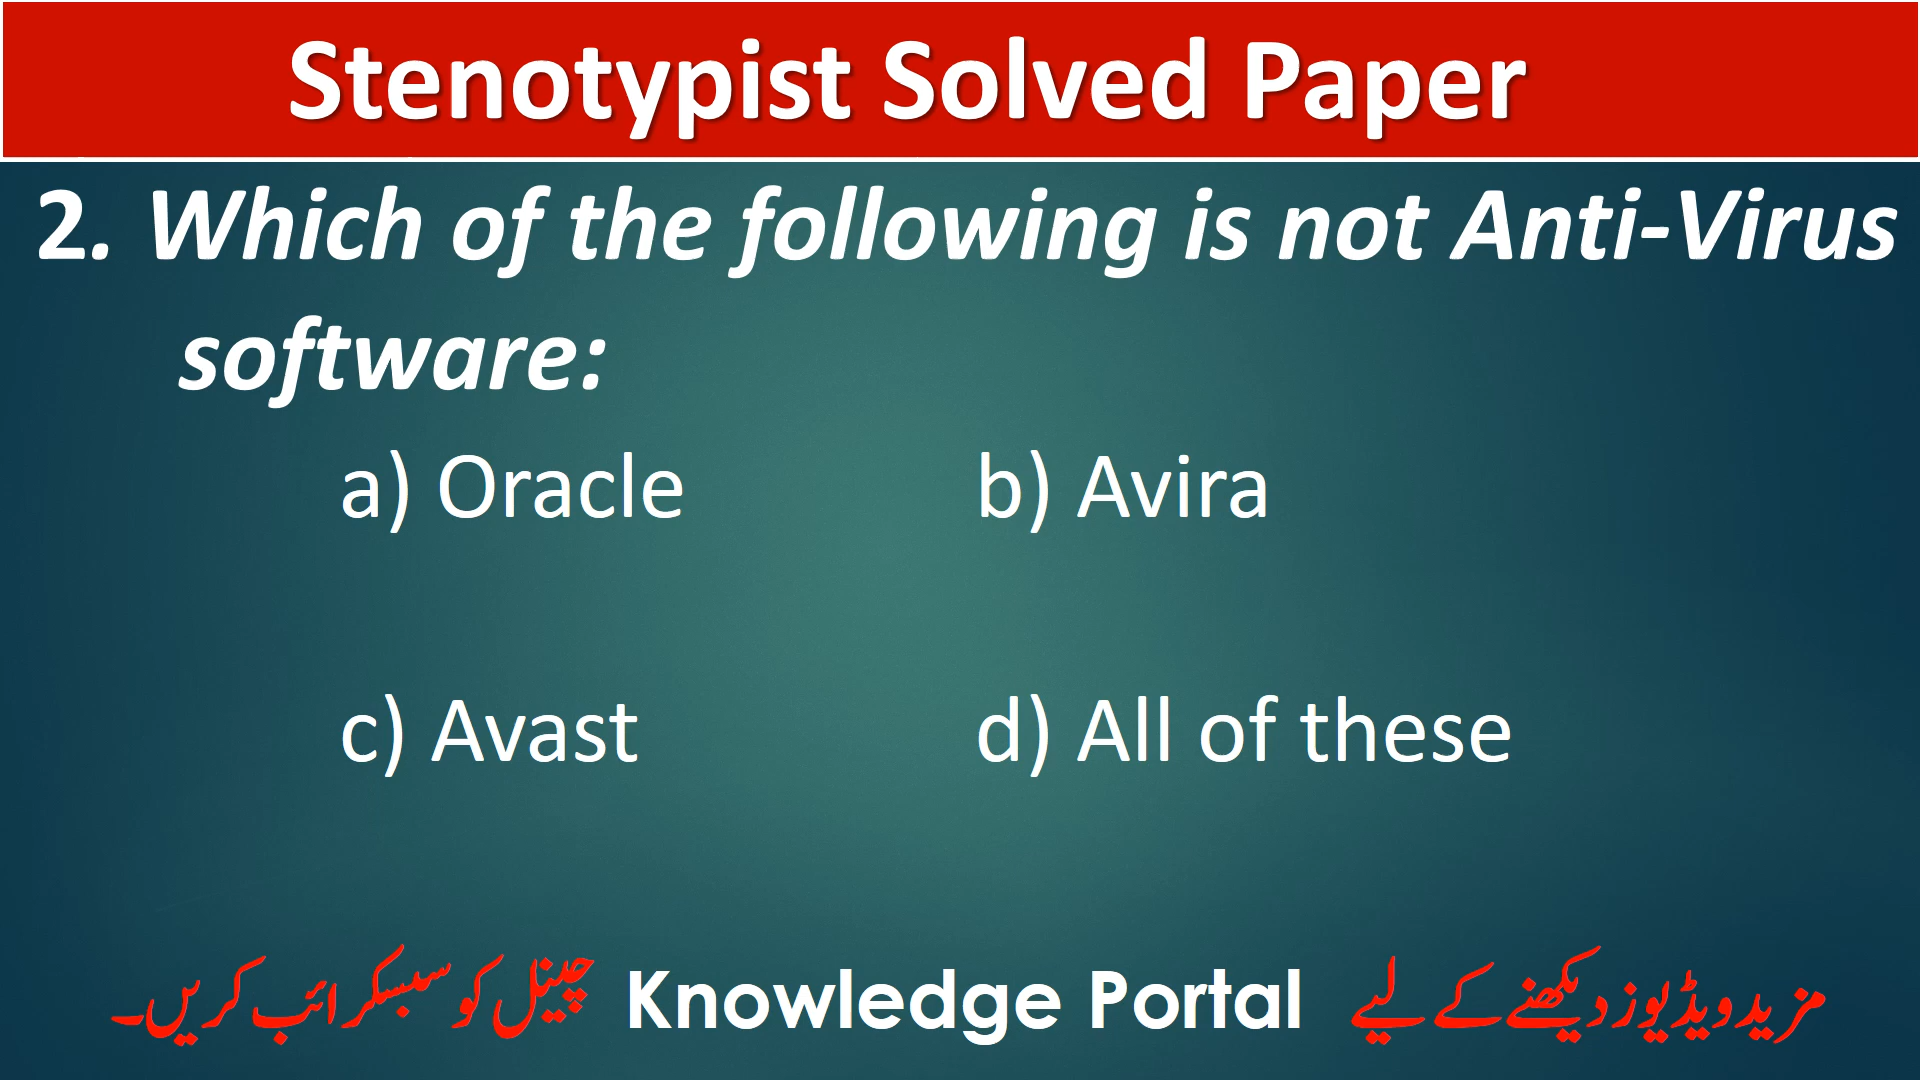 Stenotypist Solved Paper
2. Which of the following is not Anti-Virus
software:
a) Oracle b) Avira
c) Avast d) All of these
مزید ویڈیوز دیکھنے کے لیے Knowledge Portal چینل کو سبسکرائب کریں۔